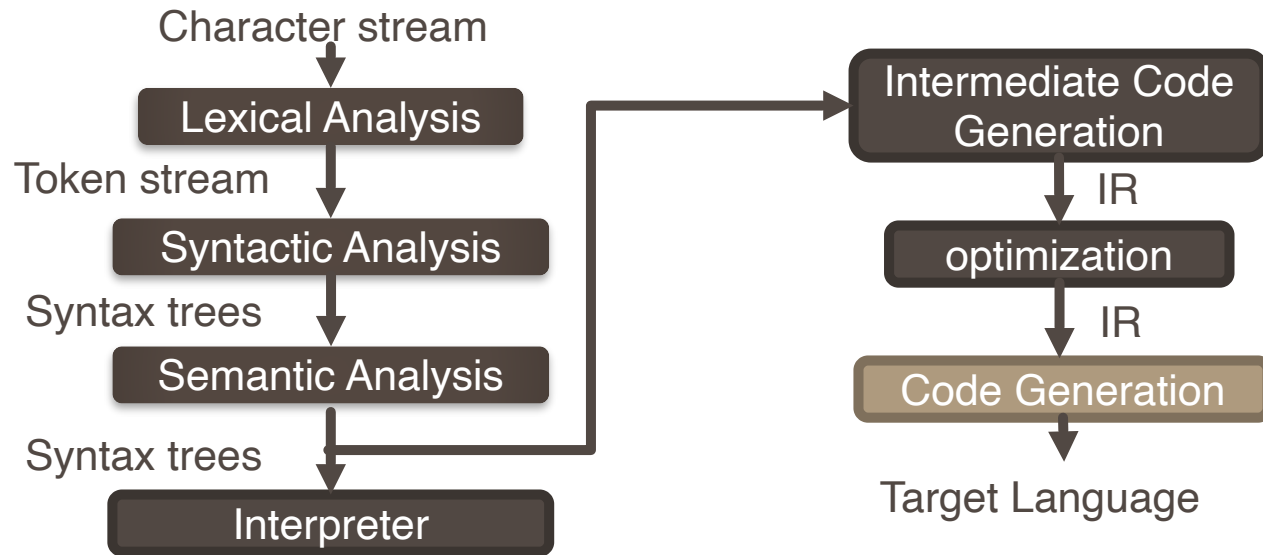 Character stream
Lexical Analysis
Token stream
Syntactic Analysis
Syntax trees
Semantic Analysis
Syntax trees
Interpreter
Intermediate Code
Generation
IR
optimization
IR
Code Generation
Target Language